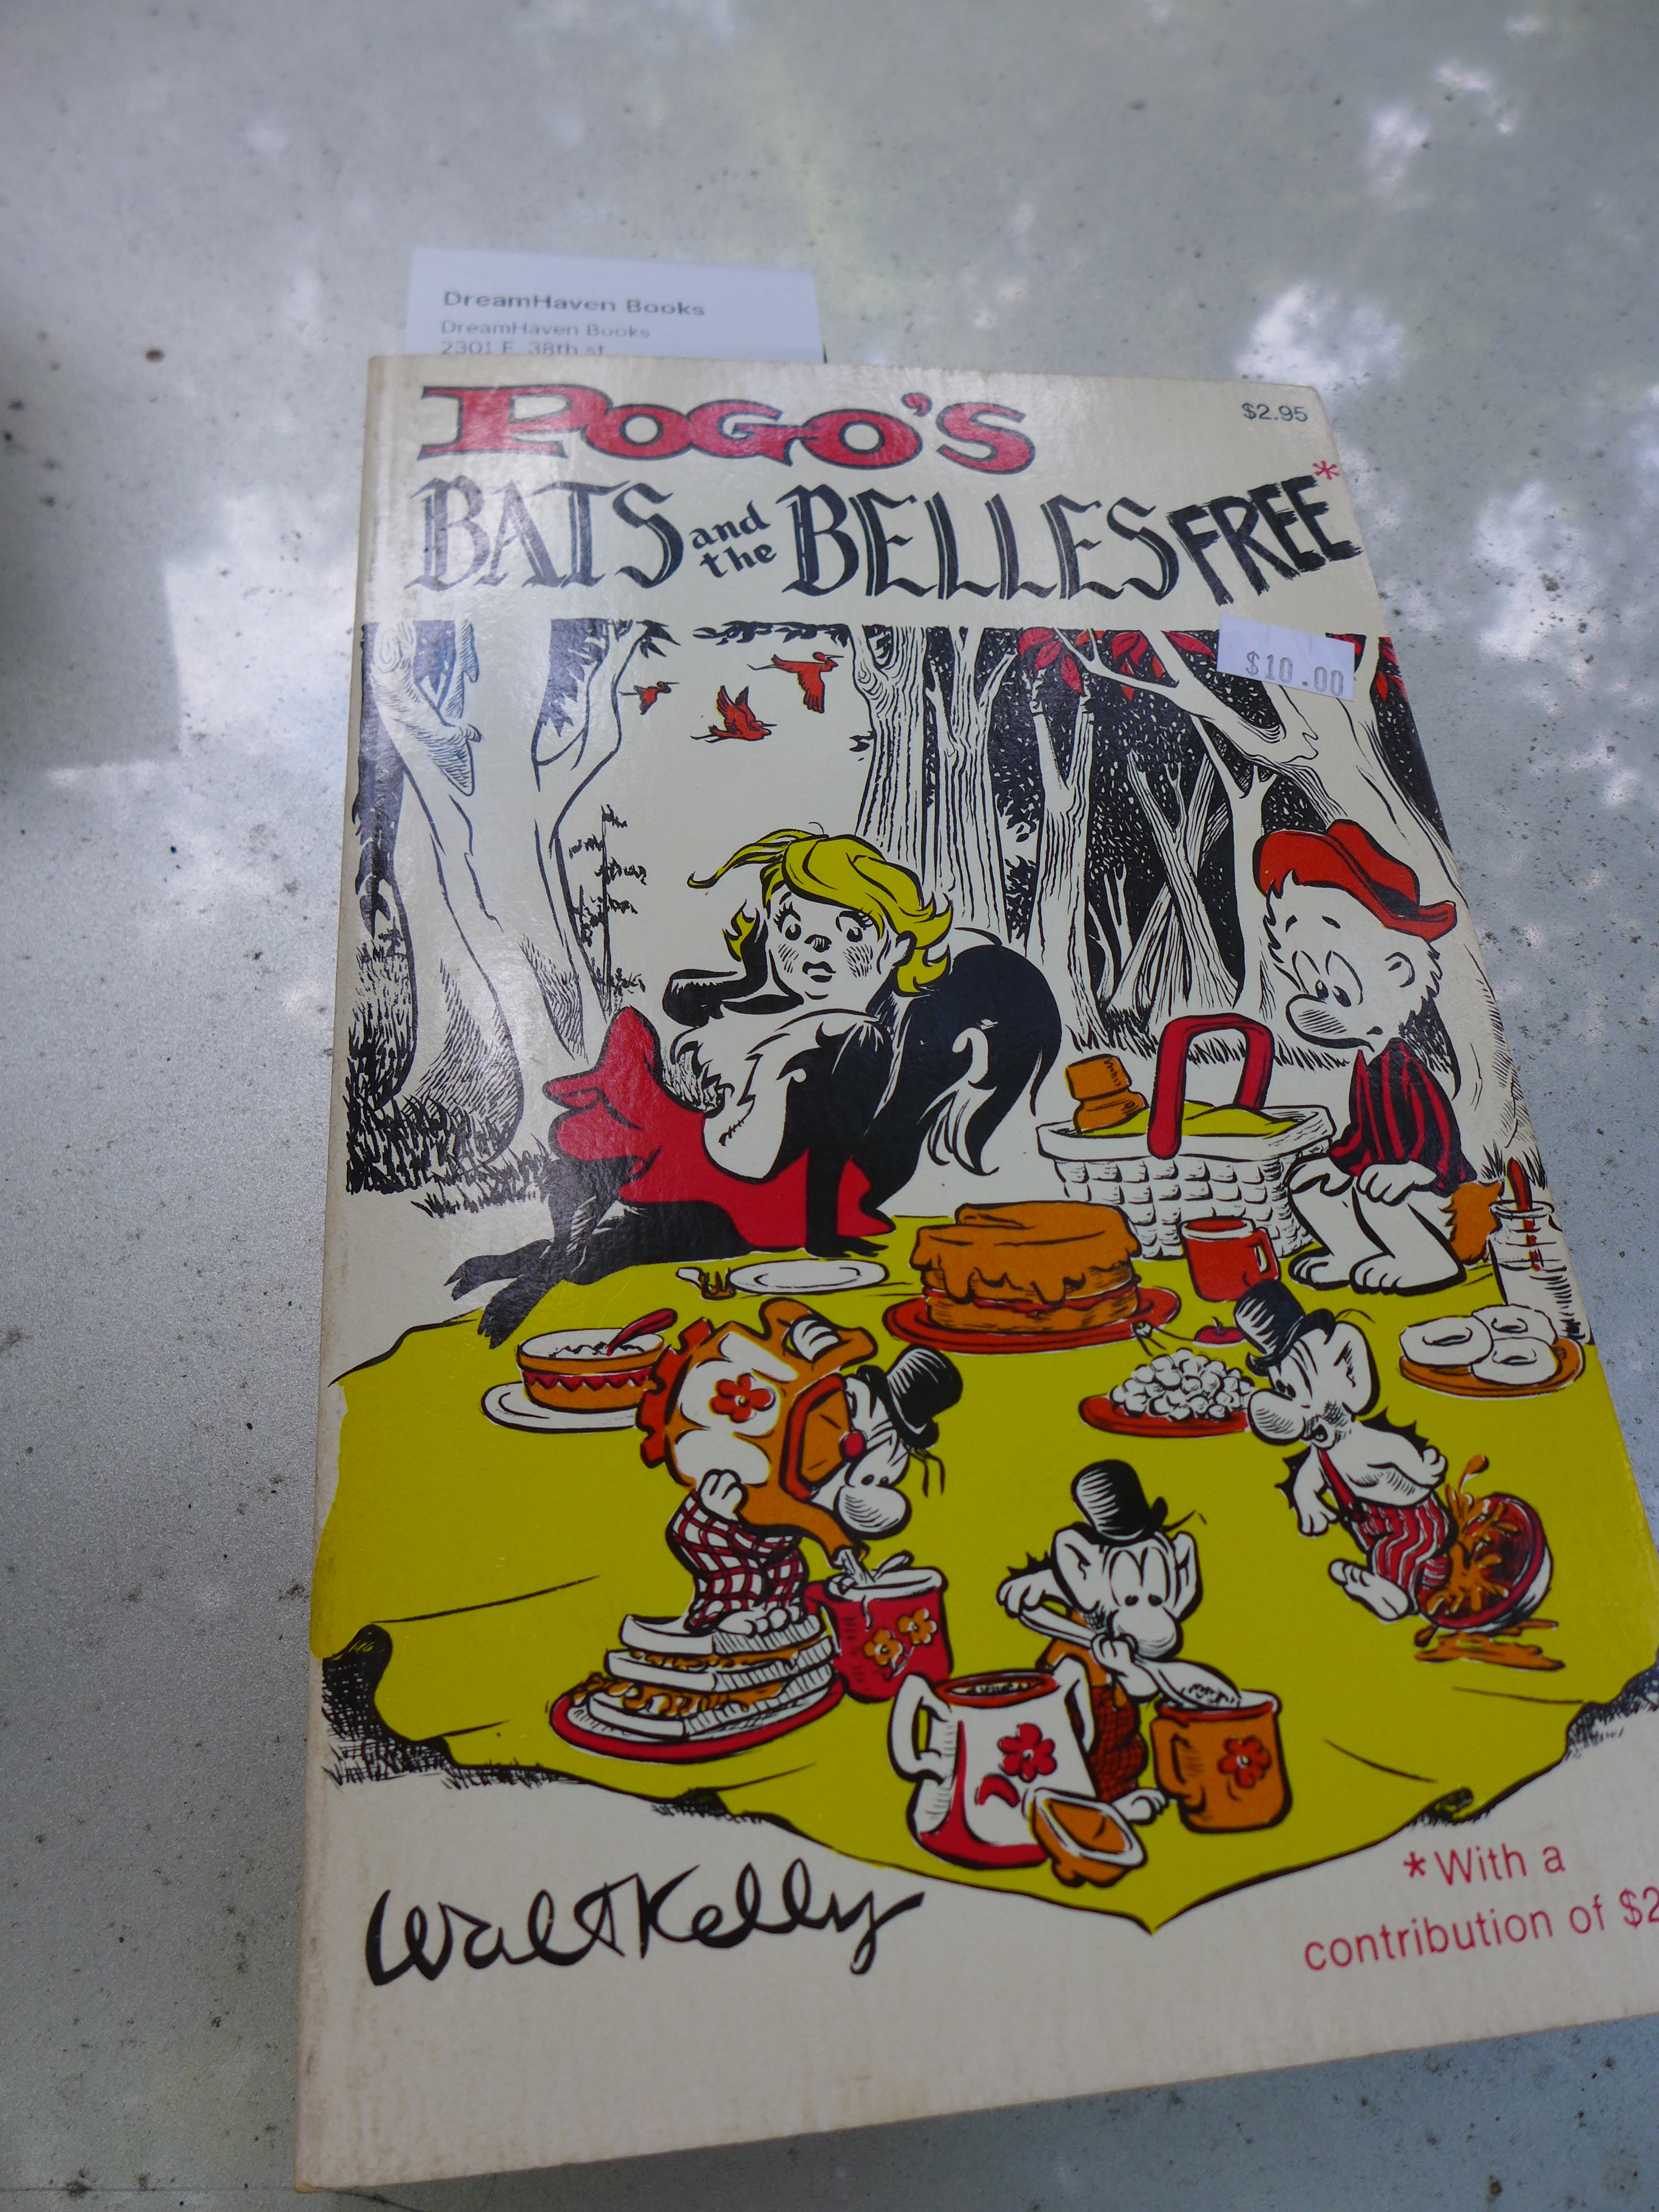 DreamHaven Books
DreamHaven Books
2301 E. 38th st
POGO'S
$2.95
BATS and the BELLES FREE*
$10.00
Walt Kelly
*With a
contribution of $2